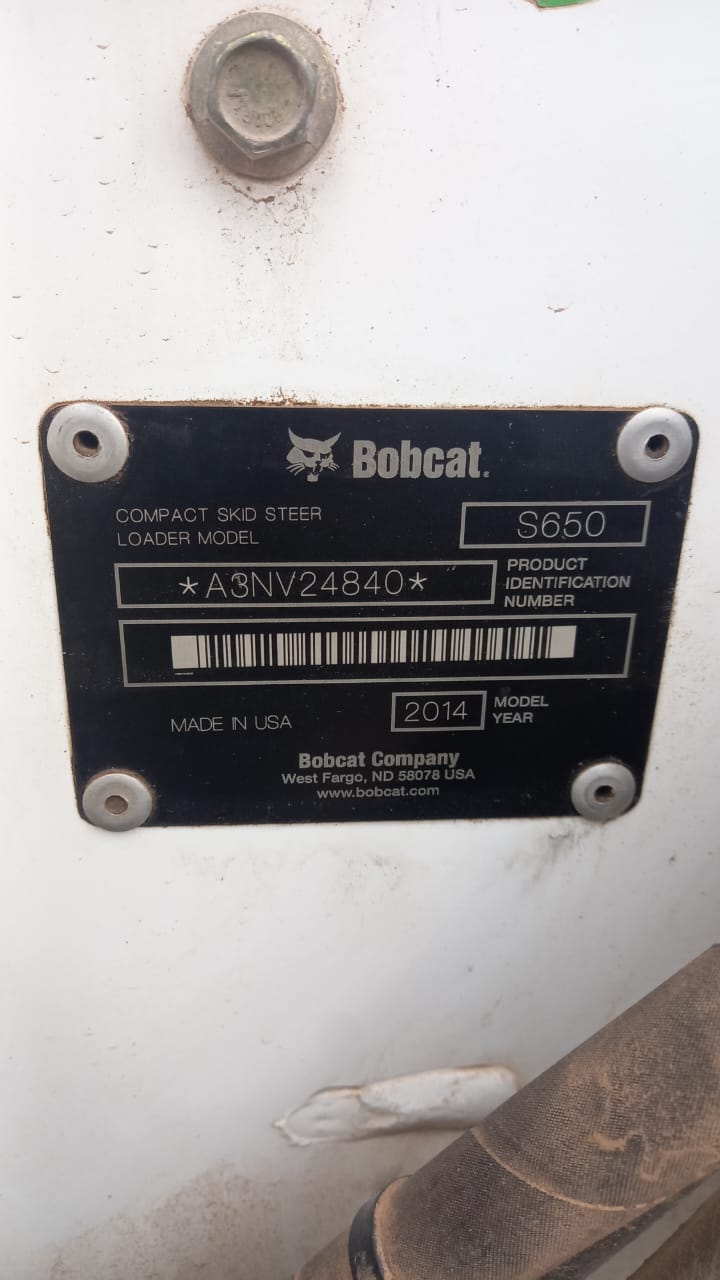 Bobcat.
COMPACT SKID STEER
LOADER MODEL
S650
*A3NV24840*
PRODUCT
IDENTIFICATION
NUMBER
MADE IN USA
2014
MODEL
YEAR
Bobcat Company
West Fargo, ND 58078 USA
www.bobcat.com